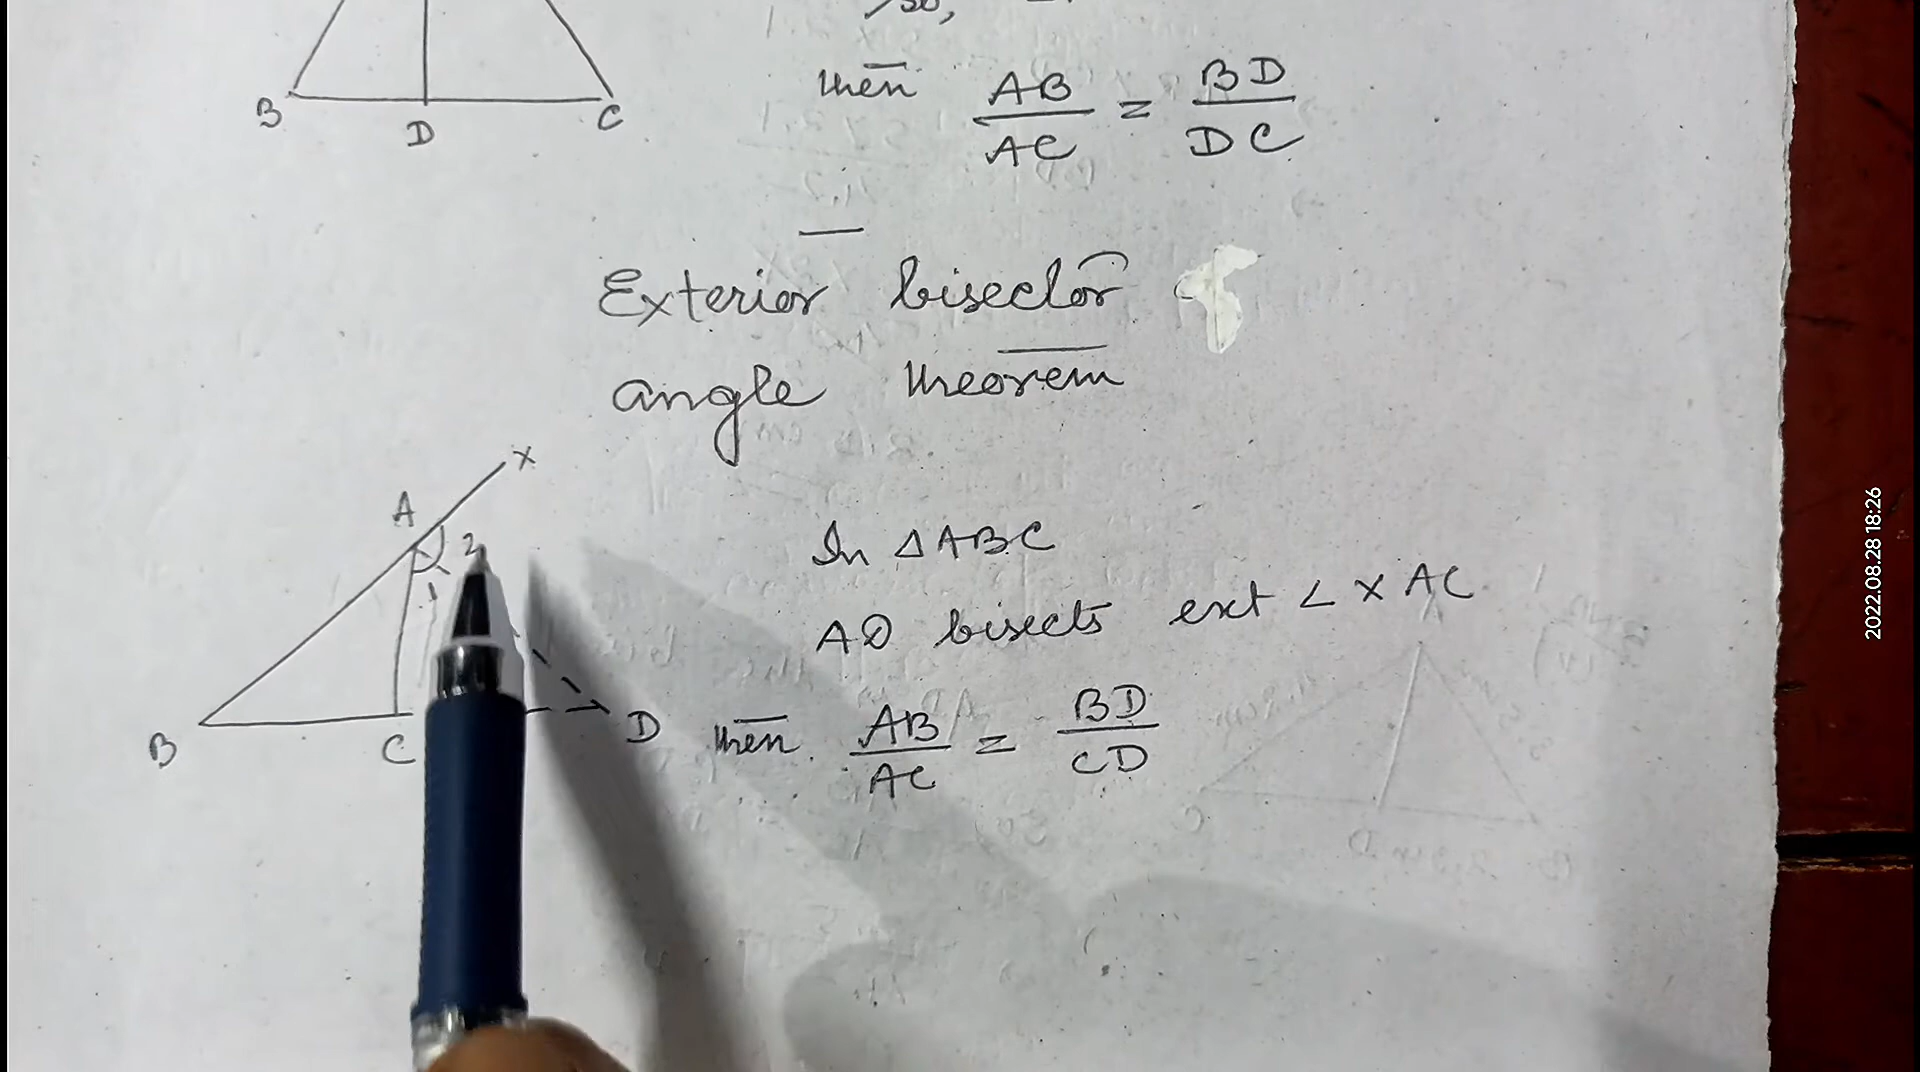 B
D
C
then AB/AC = BD/DC
Exterior bisector
angle theorem
X
A
2
1
B
C
D
In △ABC
AD bisects ext ∠XAC
then AB/AC = BD/CD
2022.08.28 18:26